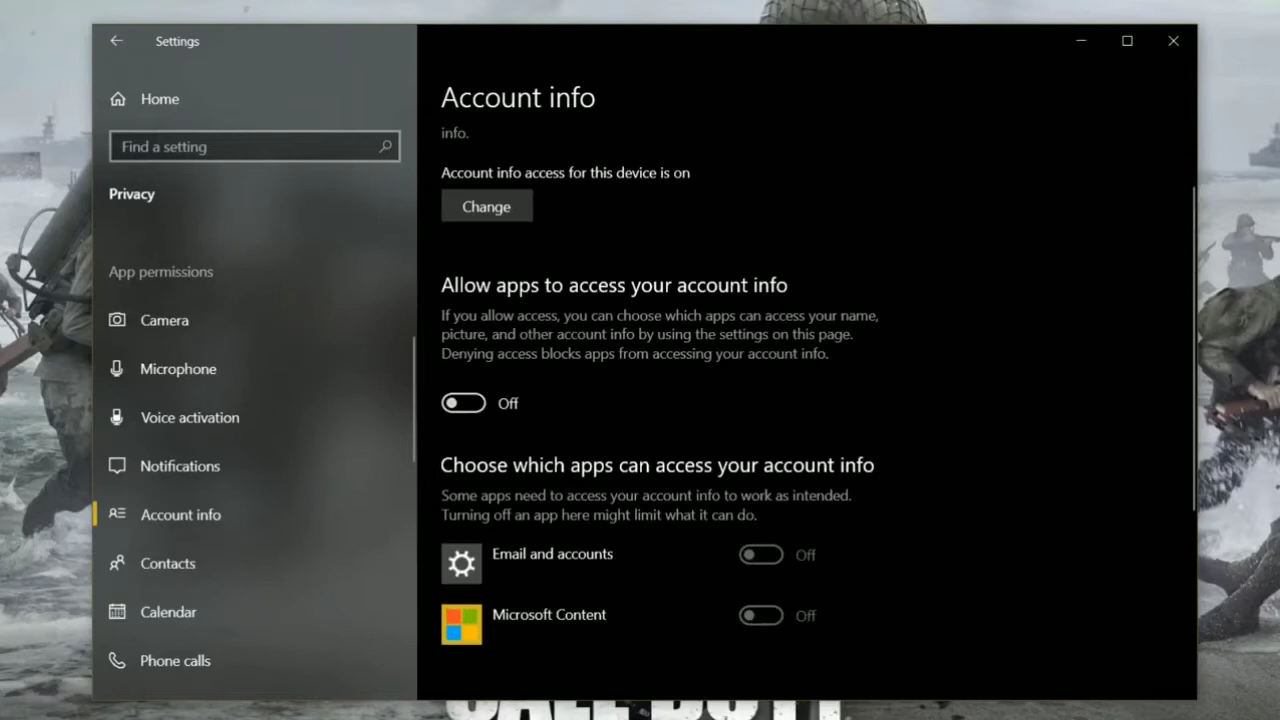 Settings
Home
Find a setting
Privacy
App permissions
Camera
Microphone
Voice activation
Notifications
Account info
Contacts
Calendar
Phone calls
Account info
info.
Account info access for this device is on
Change
Allow apps to access your account info
If you allow access, you can choose which apps can access your name,
picture, and other account info by using the settings on this page.
Denying access blocks apps from accessing your account info.
Off
Choose which apps can access your account info
Some apps need to access your account info to work as intended.
Turning off an app here might limit what it can do.
Email and accounts Off
Microsoft Content Off
CALL DUTY